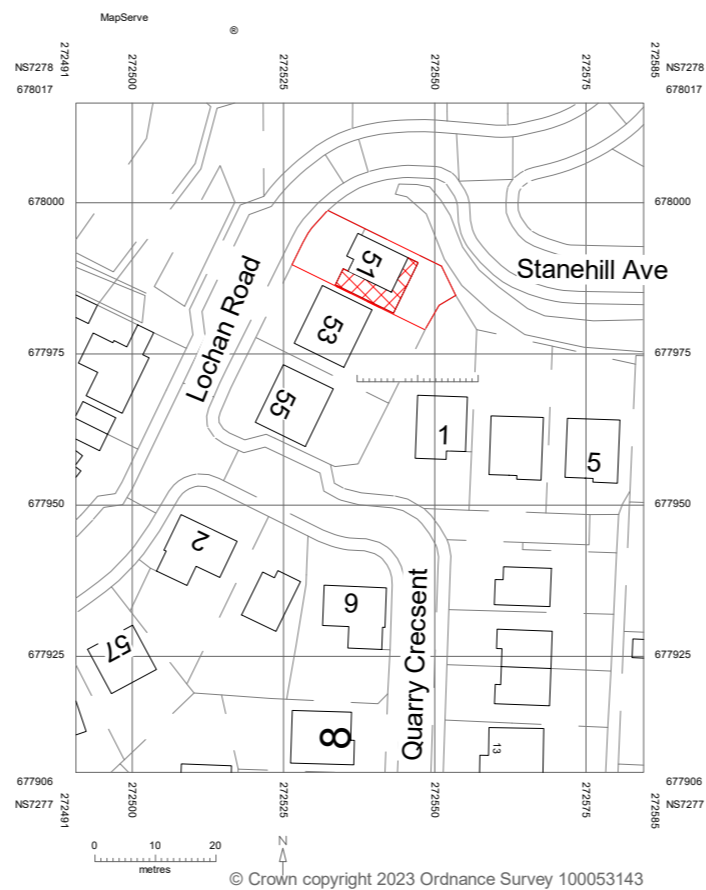 MapServe
®
272491
272500
272525
272550
272575
272585
NS7278
678017
NS7278
678017
678000
678000
51
Stanehill Ave
Lochan Road
53
677975
677975
55
1
5
677950
677950
2
6
57
Quarry Crecsent
677925
677925
8
13
677906
NS7277
677906
NS7277
272491
272500
272525
272550
272575
272585
0 10 20
metres
N
© Crown copyright 2023 Ordnance Survey 100053143